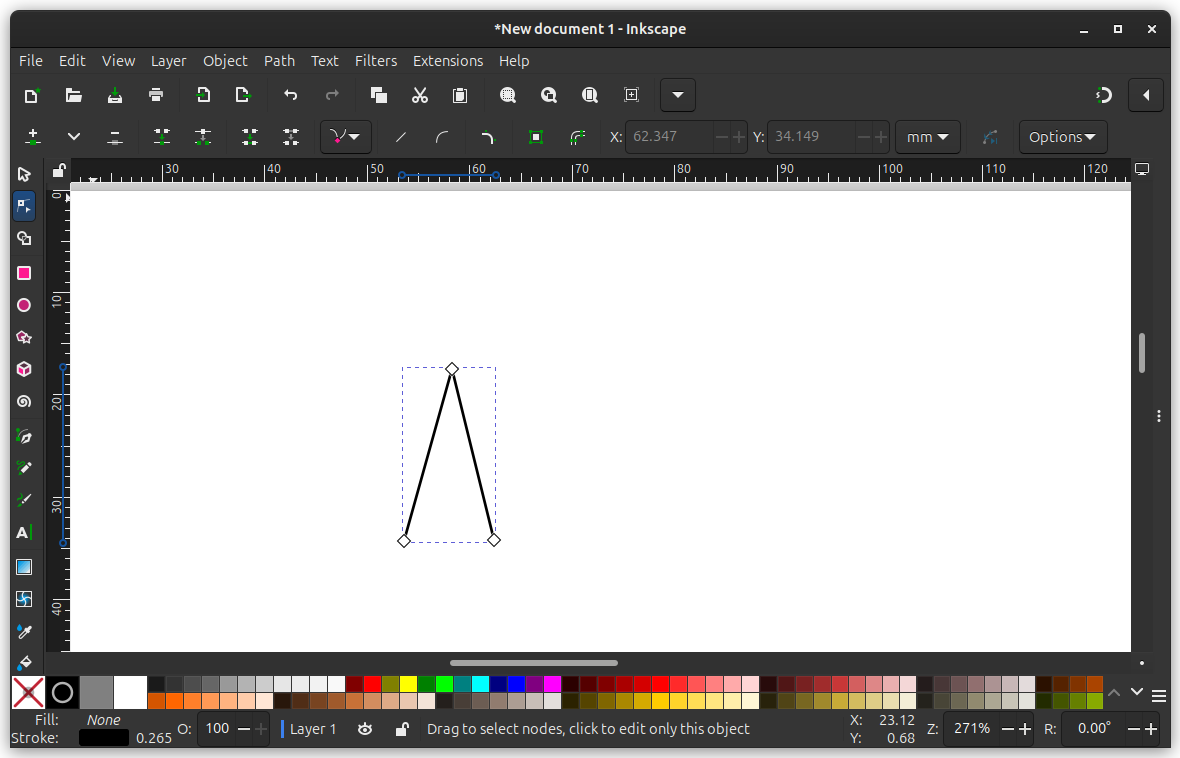 *New document 1 - Inkscape
File Edit View Layer Object Path Text Filters Extensions Help
X: 62.347 Y: 34.149 mm Options
30 40 50 60 70 80 90 100 110 120
0
10
20
30
40
A
Fill: None
Stroke: 0.265 O: 100 Layer 1 Drag to select nodes, click to edit only this object X: 23.12 Y: 0.68 Z: 271% R: 0.00°